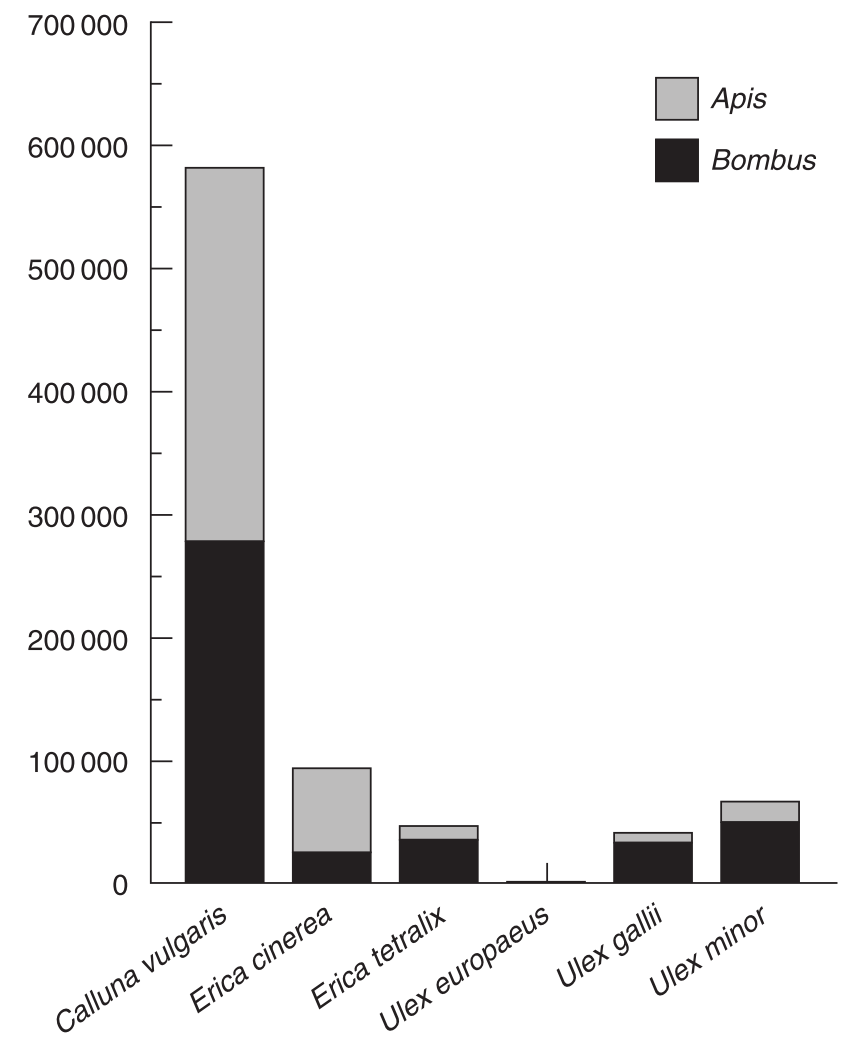 700 000
600 000
500 000
400 000
300 000
200 000
100 000
0
Apis
Bombus
Calluna vulgaris
Erica cinerea
Erica tetralix
Ulex europaeus
Ulex gallii
Ulex minor